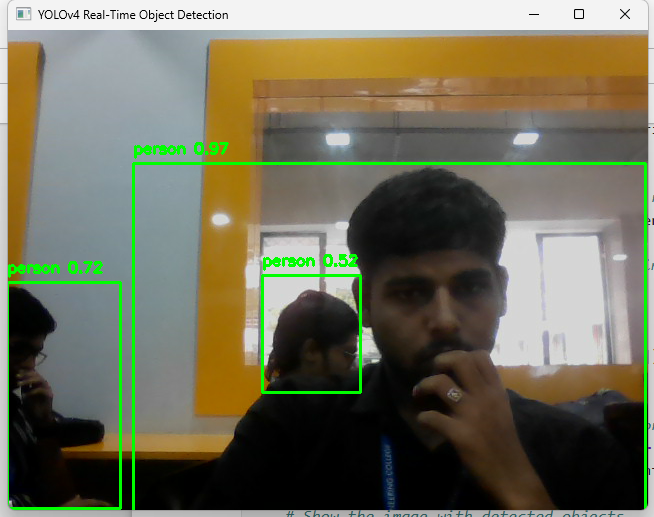 YOLOv4 Real-Time Object Detection
person 0.97
person 0.52
person 0.72
# Show the image with detected objects